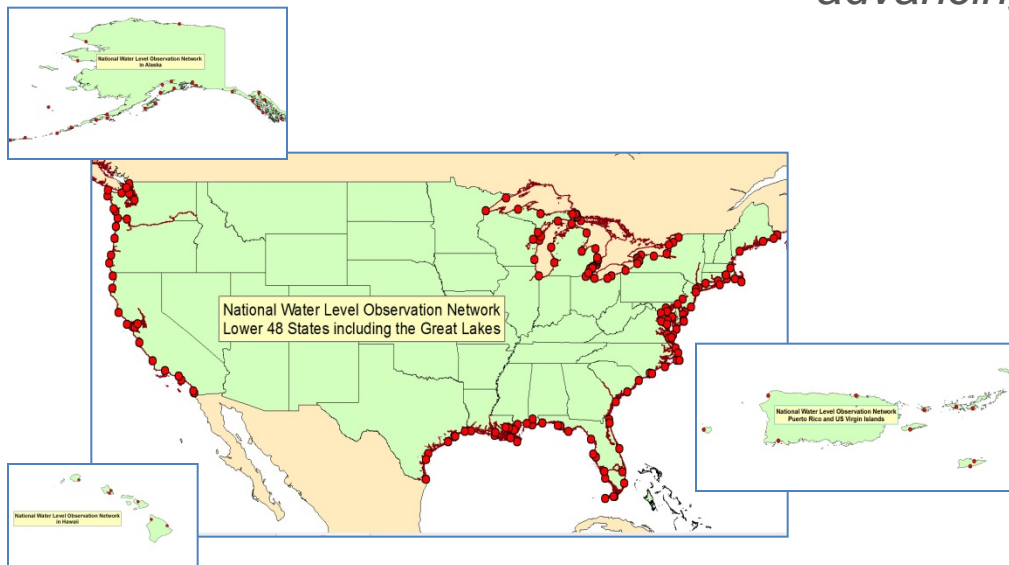 advancing
National Water Level Observation Network
in Alaska
National Water Level Observation Network
Lower 48 States including the Great Lakes
National Water Level Observation Network
Puerto Rico and US Virgin Islands
National Water Level Observation Network
in Hawaii